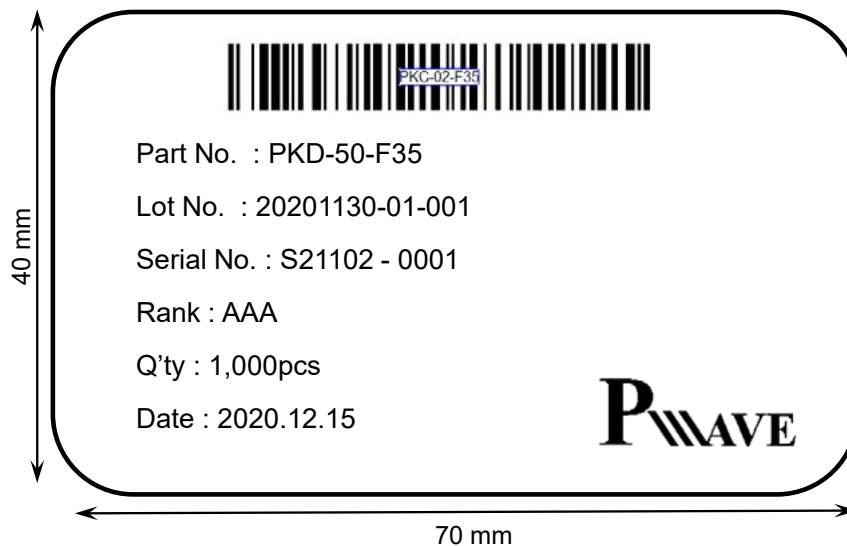 PKC-02-F35
Part No. : PKD-50-F35
Lot No. : 20201130-01-001
Serial No. : S21102 - 0001
Rank : AAA
Q’ty : 1,000pcs
Date : 2020.12.15
PWAVE
40 mm
70 mm